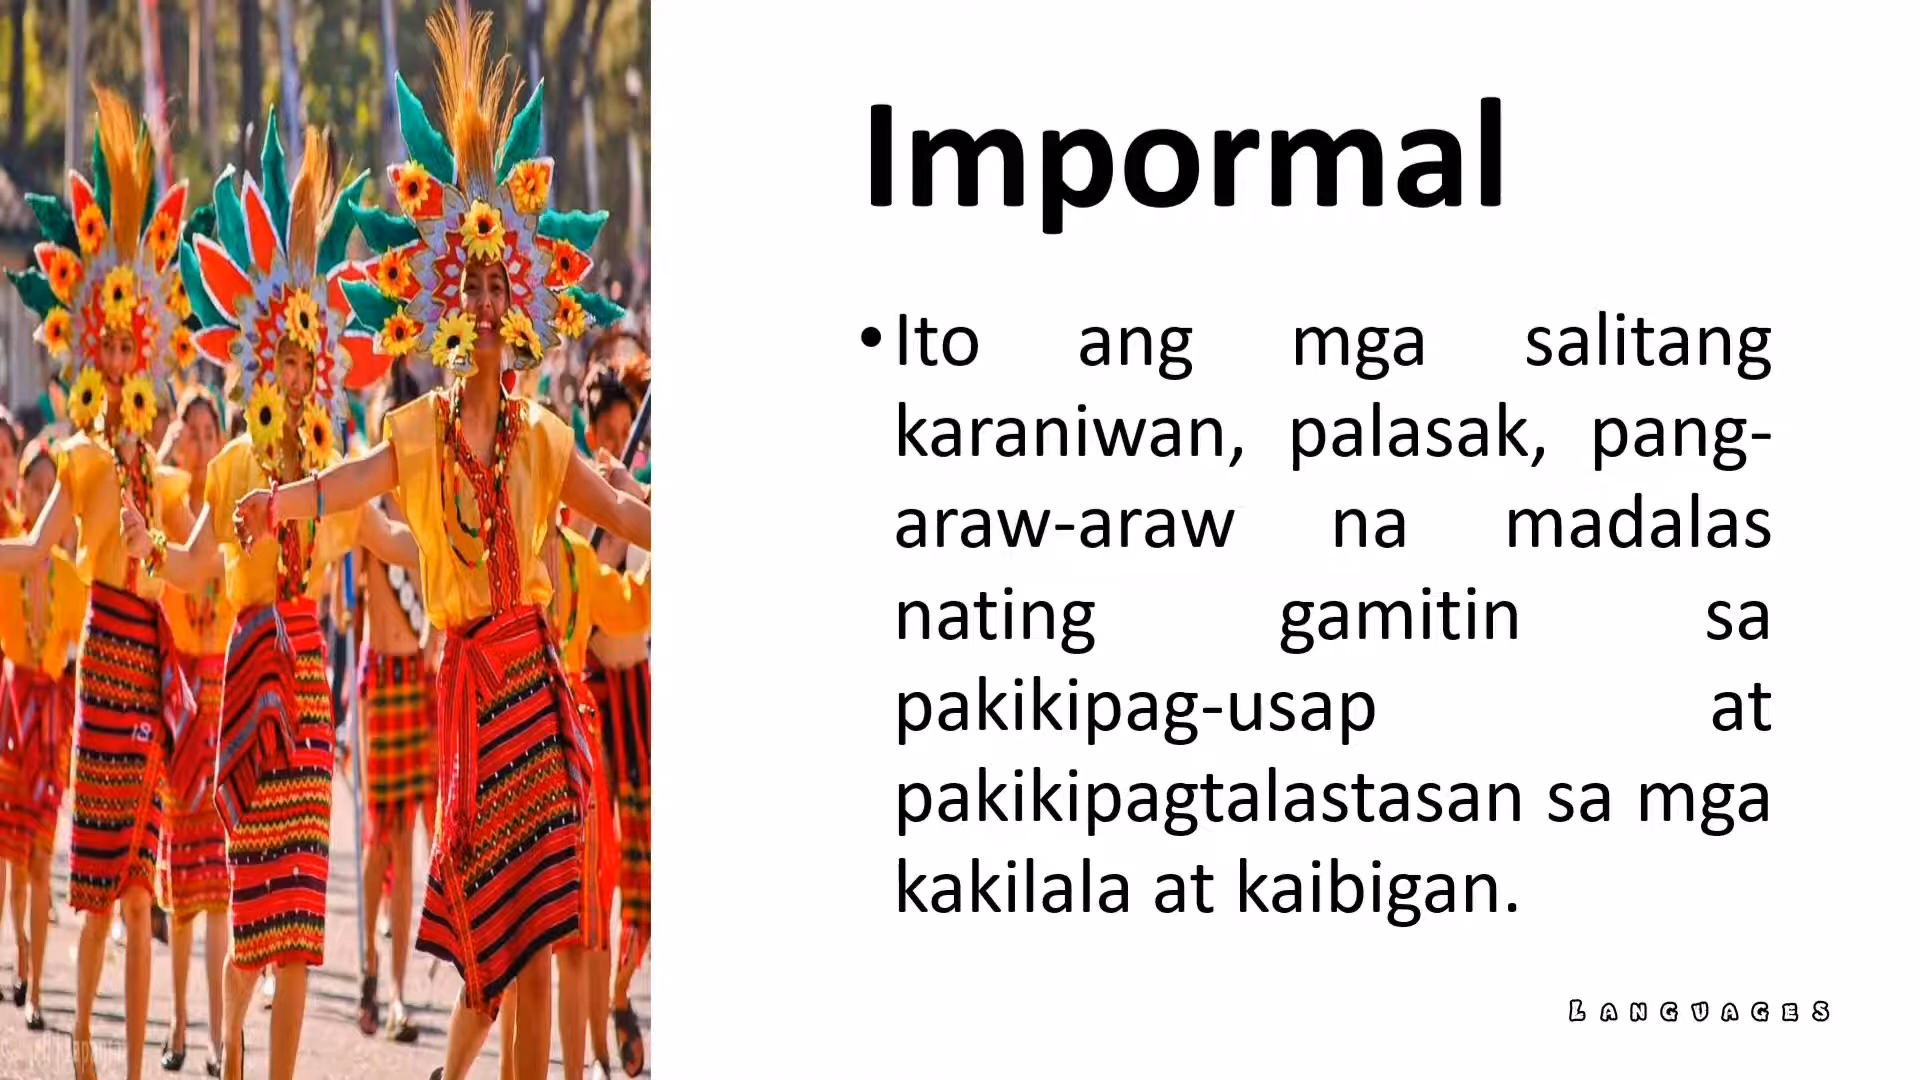 Impormal
•Ito ang mga salitang
karaniwan, palasak, pang-
araw-araw na madalas
nating gamitin sa
pakikipag-usap at
pakikipagtalastasan sa mga
kakilala at kaibigan.
LANGUAGES